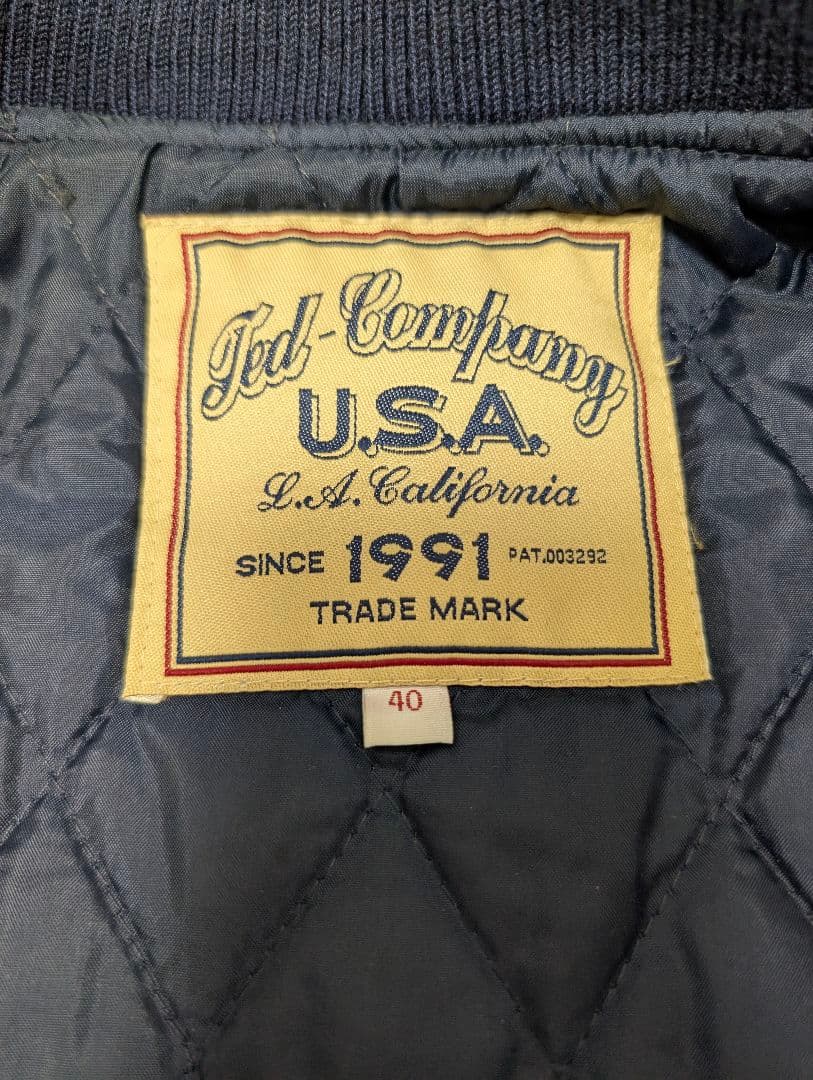 Ted-Company
U.S.A.
L.A. California
SINCE 1991 PAT.003292
TRADE MARK
40